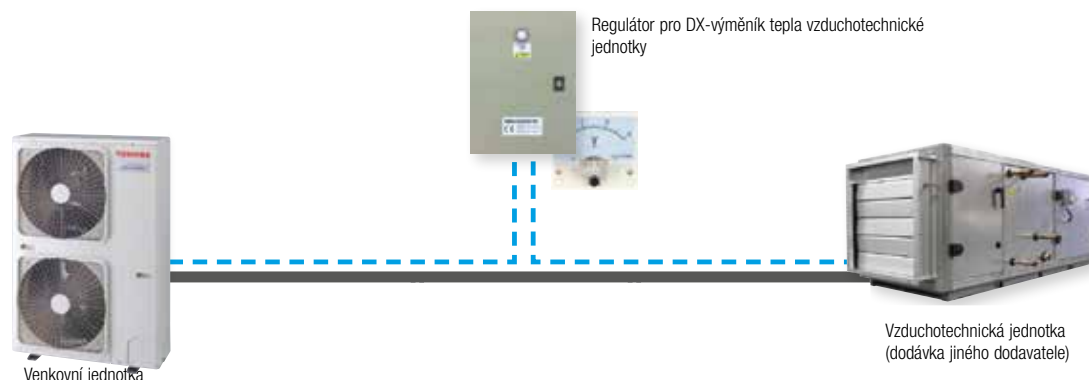 Regulátor pro DX-výměník tepla vzduchotechnické
jednotky
TOSHIBA
V
Vzduchotechnická jednotka
(dodávka jiného dodavatele)
Venkovní jednotka